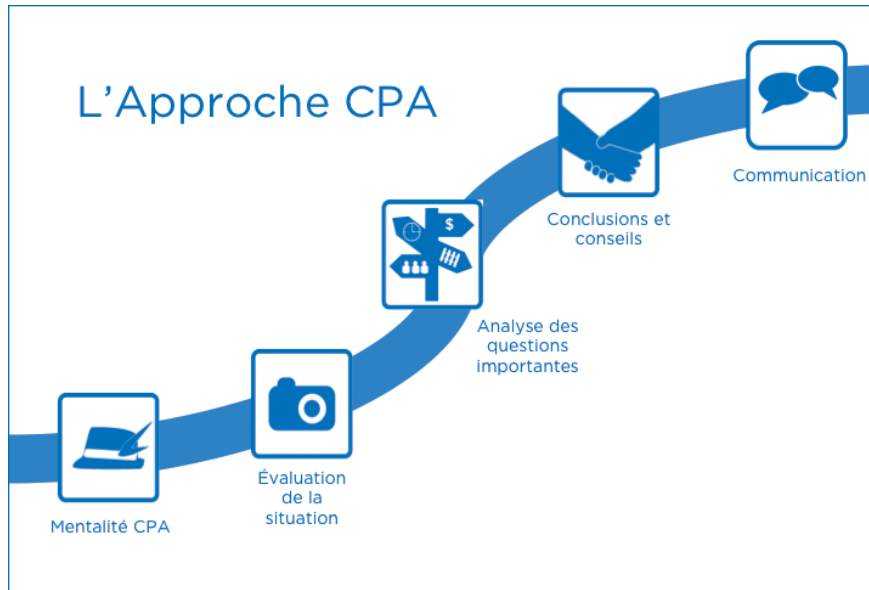 L'Approche CPA
Mentalité CPA
Évaluation
de la
situation
Analyse des
questions
importantes
$
Conclusions et
conseils
Communication